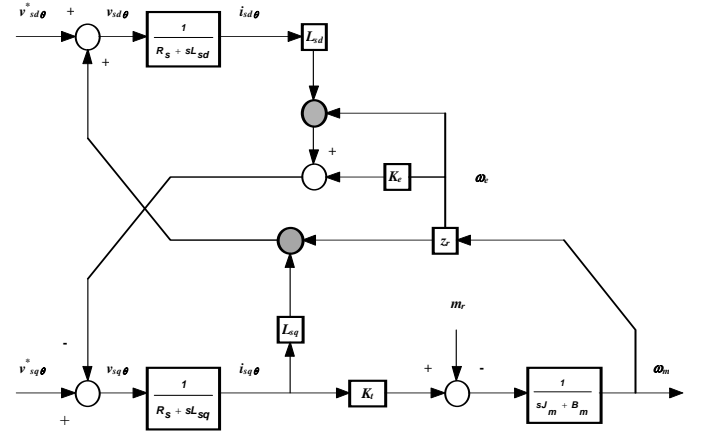 v*sdθ + vsdθ isdθ
1
Rs + sLsd
Lsd
+
+
Ke
ωe
zr
mr
Lsq
-
v*sqθ vsqθ isqθ
+ -
ωm
1
Rs + sLsq
Kt
1
sJm + Bm
+